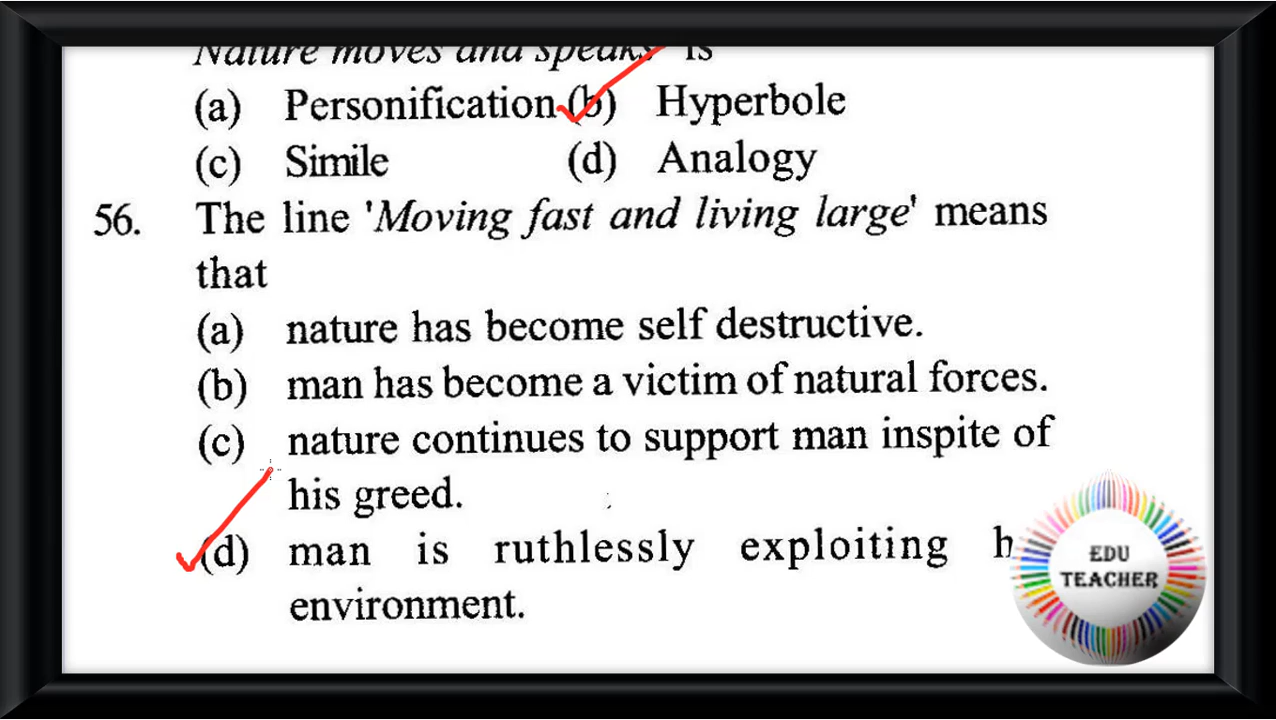 Nature moves and speaks' is
(a) Personification (b) Hyperbole
(c) Simile (d) Analogy
56. The line 'Moving fast and living large' means
that
(a) nature has become self destructive.
(b) man has become a victim of natural forces.
(c) nature continues to support man inspite of
his greed.
(d) man is ruthlessly exploiting
environment.
EDU
TEACHER